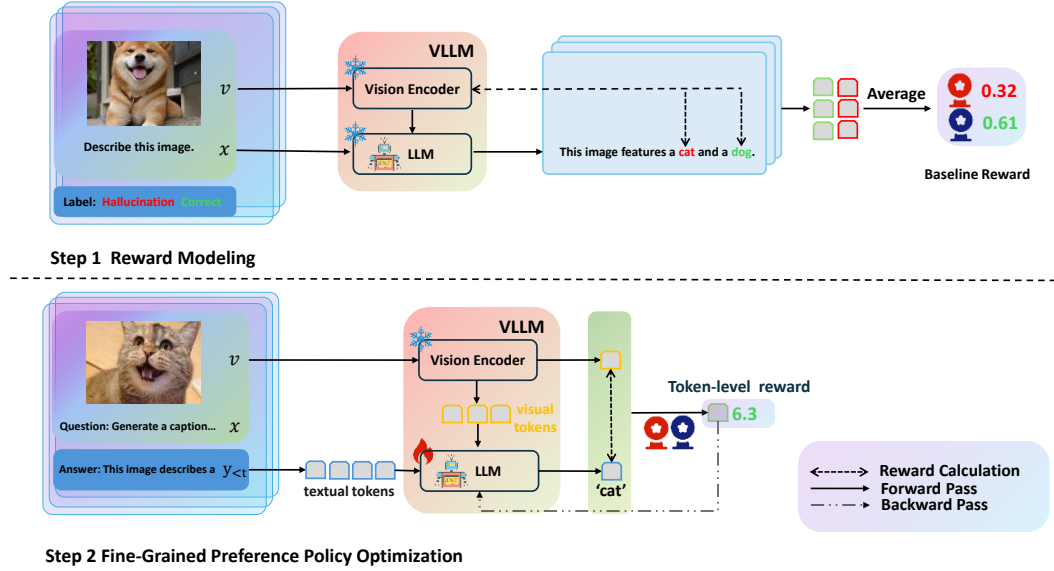 v
Describe this image.
x
Label: Hallucination Correct
VLLM
Vision Encoder
LLM
This image features a cat and a dog.
Average
0.32
0.61
Baseline Reward
Step 1 Reward Modeling
v
Question: Generate a caption...
x
Answer: This image describes a y<t
textual tokens
VLLM
Vision Encoder
visual
tokens
LLM
'cat'
Token-level reward
6.3
Reward Calculation
Forward Pass
Backward Pass
Step 2 Fine-Grained Preference Policy Optimization